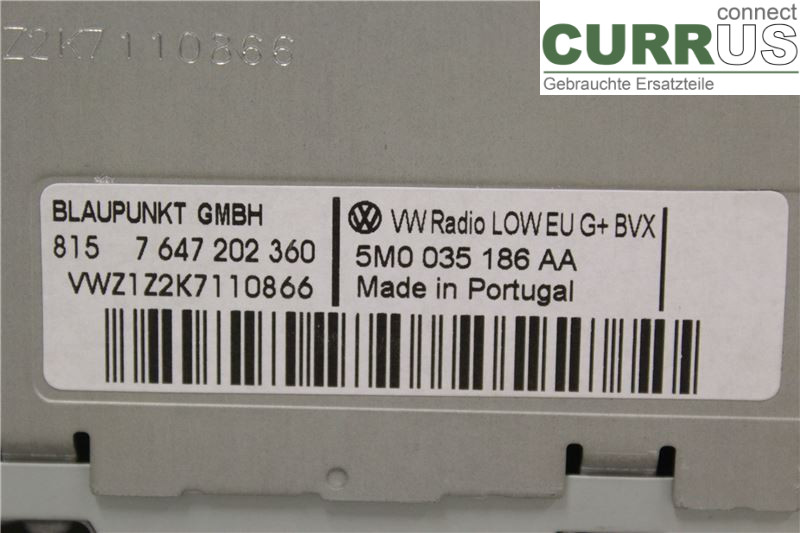 Z2K7110866
connect
CURRUS
Gebrauchte Ersatzteile
BLAUPUNKT GMBH
815 7 647 202 360
VWZ1Z2K7110866
VW Radio LOW EU G+ BVX
5M0 035 186 AA
Made in Portugal